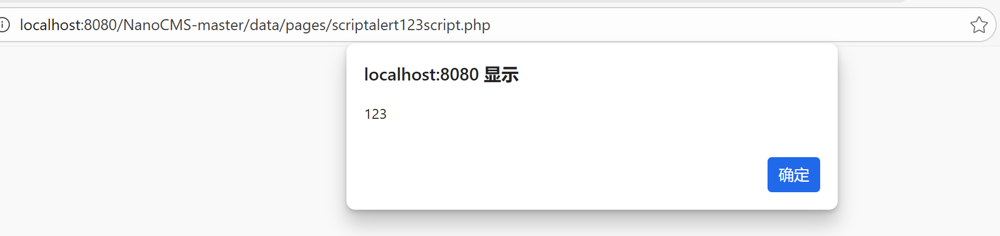 localhost:8080/NanoCMS-master/data/pages/scriptalert123script.php
localhost:8080 显示
123
确定